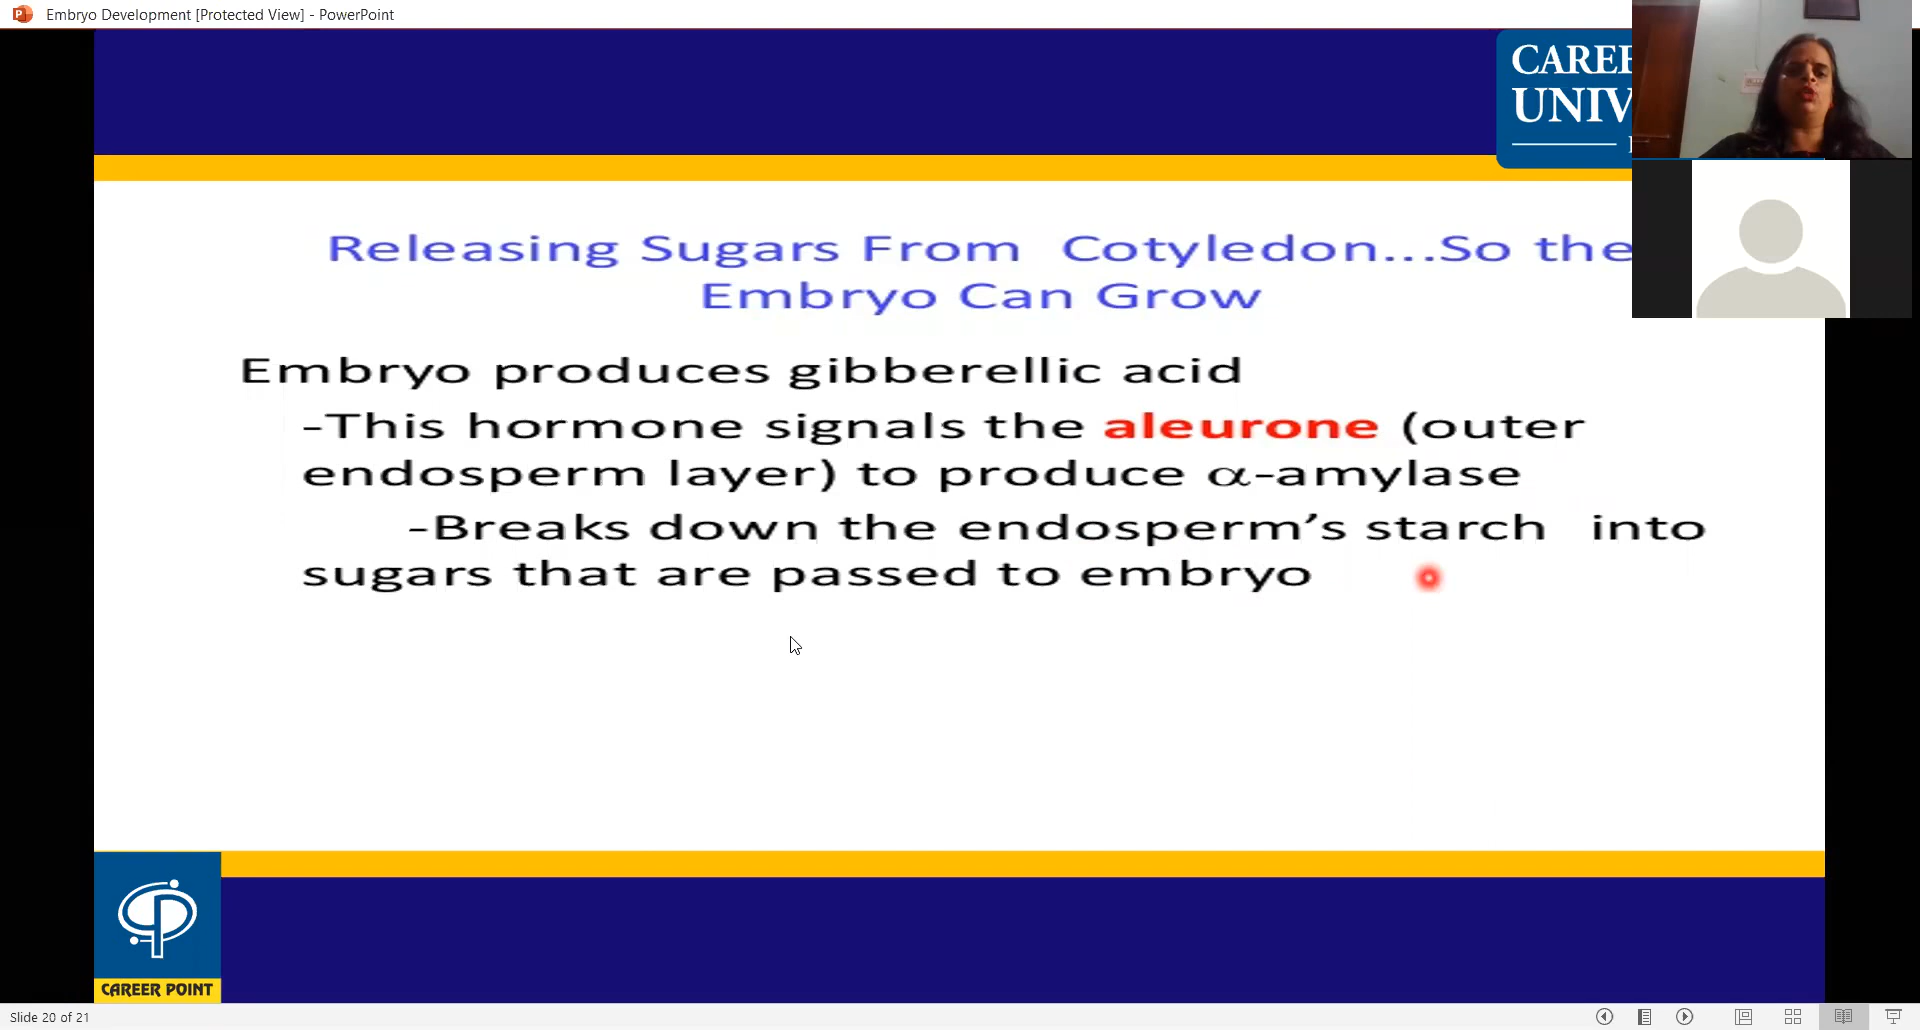 Embryo Development [Protected View] - PowerPoint
CAREE
UNIV
Releasing Sugars From Cotyledon...So the
Embryo Can Grow
Embryo produces gibberellic acid
-This hormone signals the aleurone (outer
endosperm layer) to produce α-amylase
-Breaks down the endosperm’s starch into
sugars that are passed to embryo
CAREER POINT
Slide 20 of 21